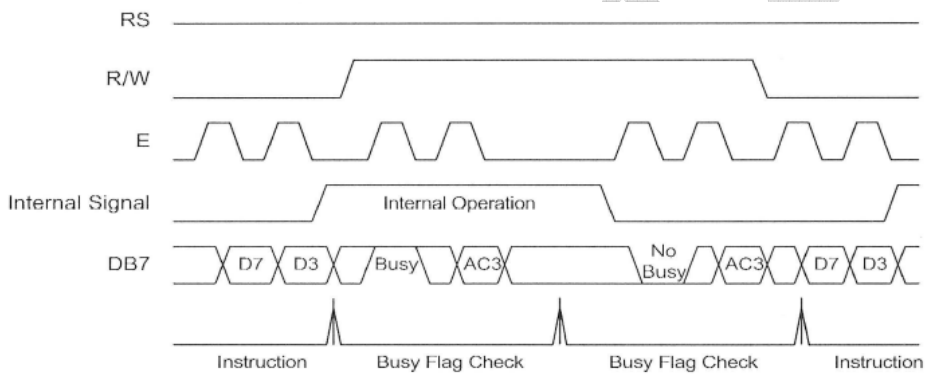 RS
R/W
E
Internal Signal
Internal Operation
DB7
D7
D3
Busy
AC3
No
Busy
AC3
D7
D3
Instruction
Busy Flag Check
Busy Flag Check
Instruction